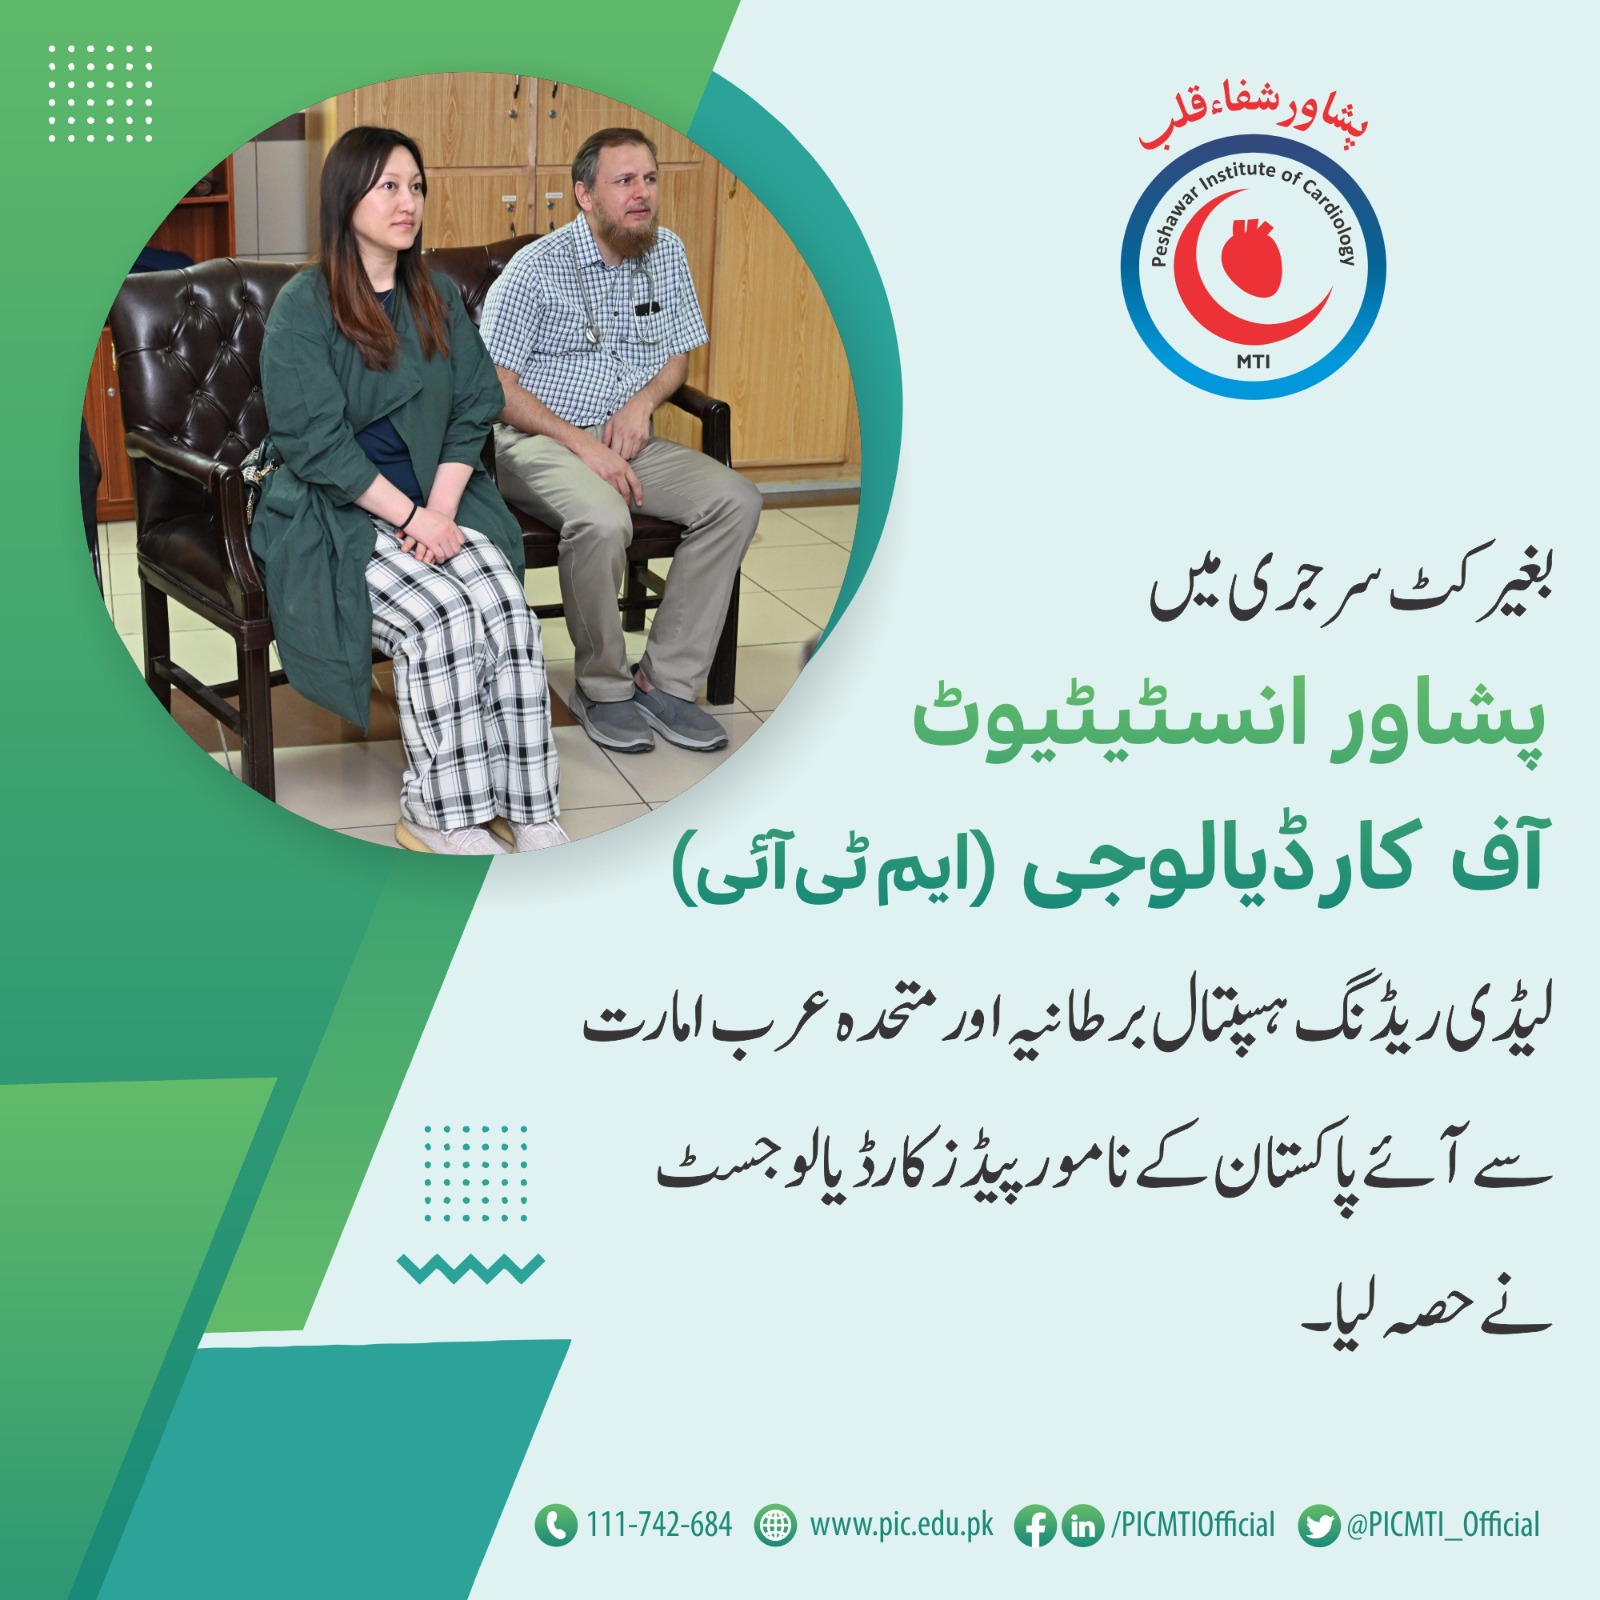 پشاور شفاء قلب
Peshawar Institute of Cardiology
MTI
بغیر کٹ سرجری میں
پشاور انسٹیٹیوٹ
آف کارڈیالوجی (ایم ٹی آئی)
لیڈی ریڈنگ ہسپتال برطانیہ اور متحدہ عرب امارت
سے آئے پاکستان کے نامور پیڈز کارڈیالوجسٹ
نے حصہ لیا۔
111-742-684 www.pic.edu.pk /PICMTIOfficial @PICMTI_Official